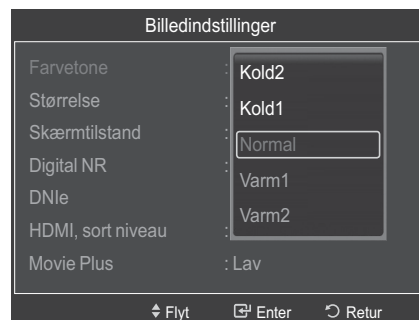 Billedindstillinger
Farvetone :
Kold2
Størrelse :
Kold1
Skærmtilstand :
Normal
Digital NR :
Varm1
DNIe
Varm2
HDMI, sort niveau :
Movie Plus : Lav
Flyt Enter Retur